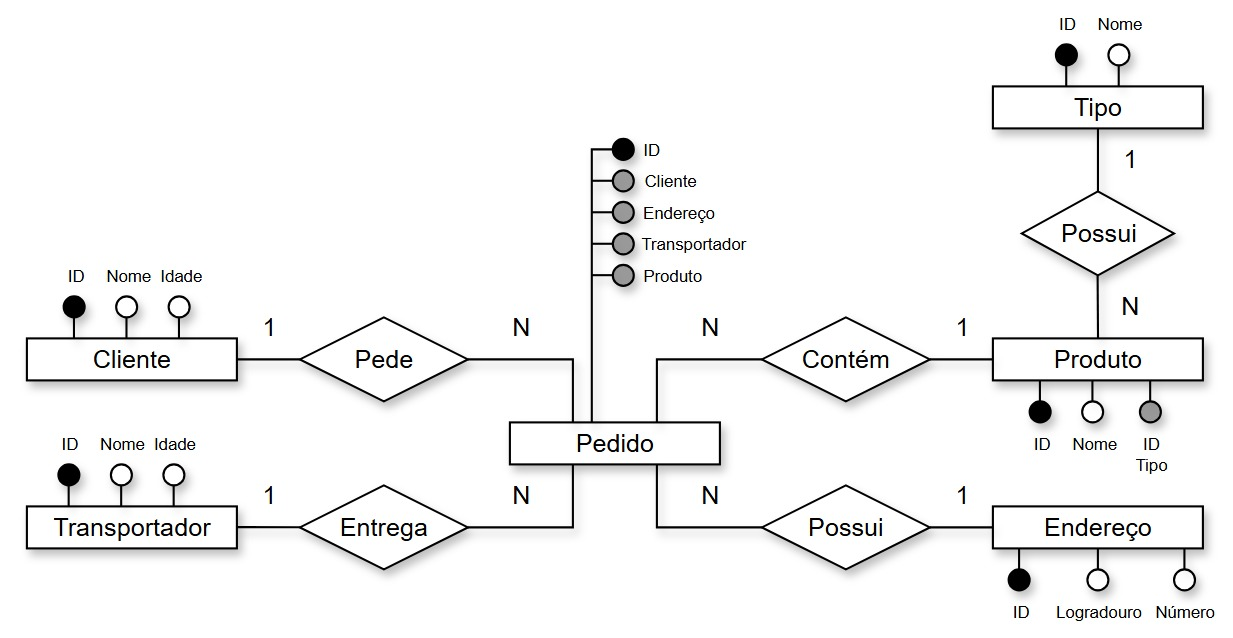 ID Nome
Tipo
1
Possui
N
ID
Cliente
Endereço
Transportador
Produto
ID Nome Idade
Cliente
1
Pede
N
N
Contém
1
Produto
ID Nome ID
Tipo
Pedido
ID Nome Idade
Transportador
1
Entrega
N
N
Possui
1
Endereço
ID Logradouro Número